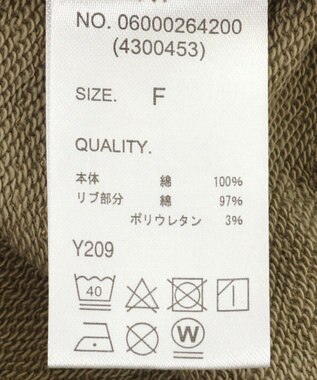 NO. 06000264200
(4300453)
SIZE. F
QUALITY.
本体 綿 100%
リブ部分 綿 97%
ポリウレタン 3%
Y209
40
W